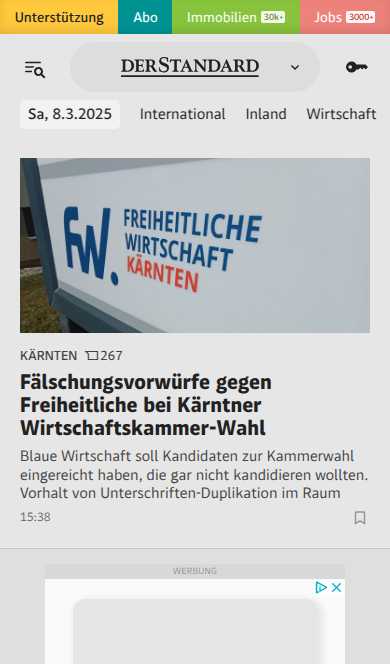 Unterstützung Abo Immobilien 30k+ Jobs 3000+
DERSTANDARD
Sa, 8.3.2025 International Inland Wirtschaft
fw.
FREIHEITLICHE
WIRTSCHAFT
KÄRNTEN
KÄRNTEN 267
Fälschungsvorwürfe gegen
Freiheitliche bei Kärntner
Wirtschaftskammer-Wahl
Blaue Wirtschaft soll Kandidaten zur Kammerwahl
eingereicht haben, die gar nicht kandidieren wollten.
Vorhalt von Unterschriften-Duplikation im Raum
15:38
WERBUNG